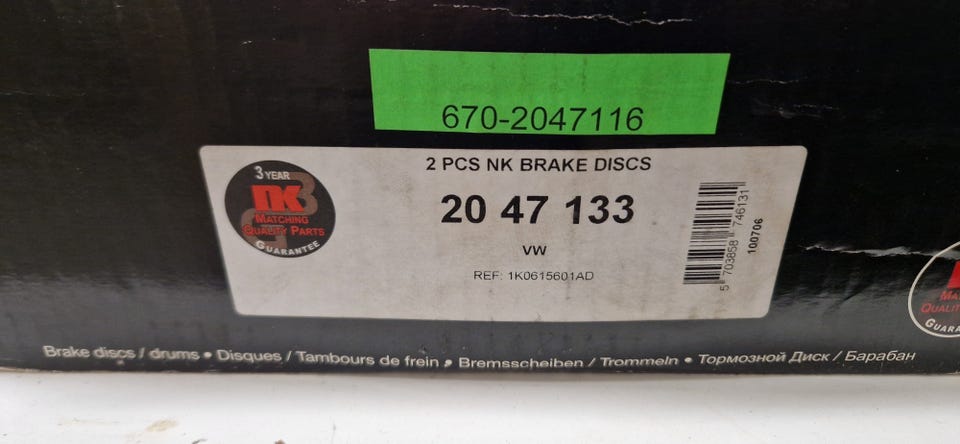 670-2047116
2 PCS NK BRAKE DISCS
20 47 133
VW
REF: 1K0615601AD
3 YEAR
NK
MATCHING
QUALITY PARTS
GUARANTEE
5 703858 746131
100706
Brake discs / drums • Disques / Tambours de frein • Bremsscheiben / Trommeln • Тормозной Диск / Барабан